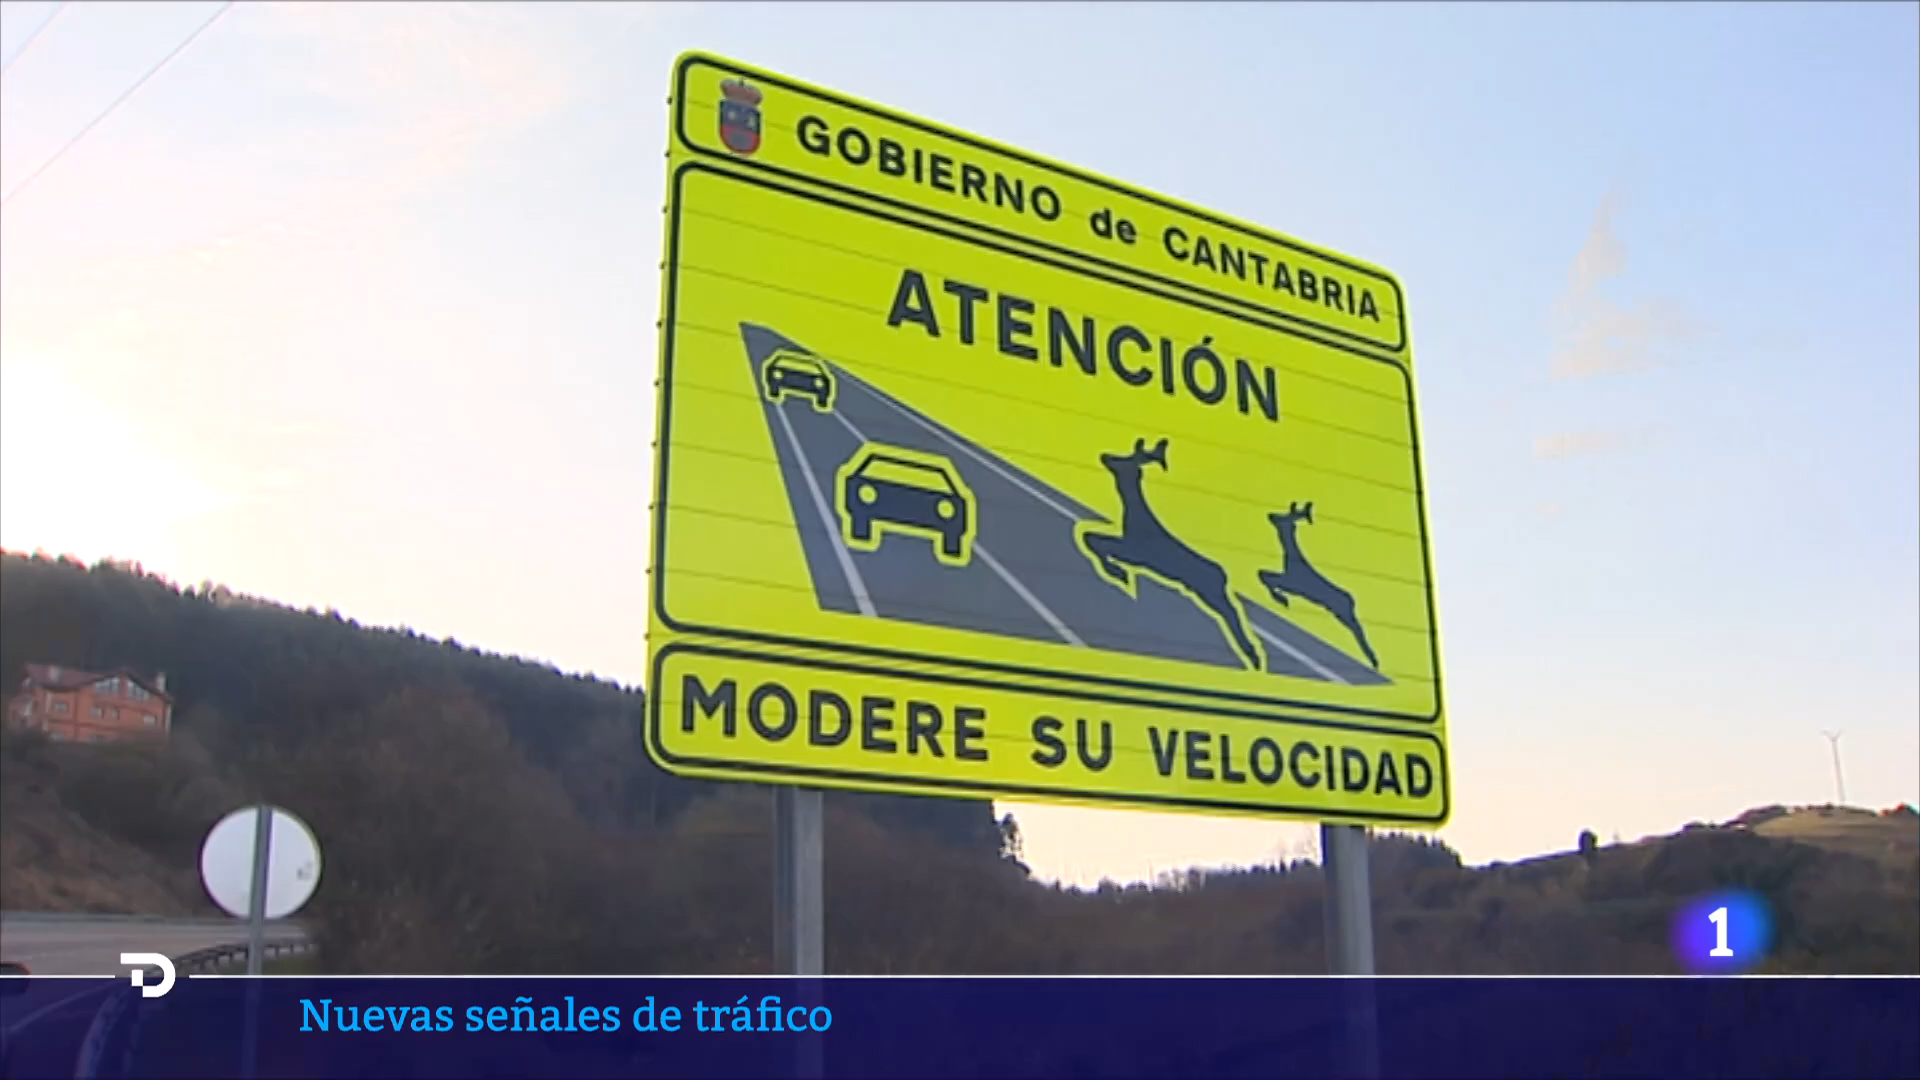 GOBIERNO de CANTABRIA
ATENCIÓN
MODERE SU VELOCIDAD
1
Nuevas señales de tráfico